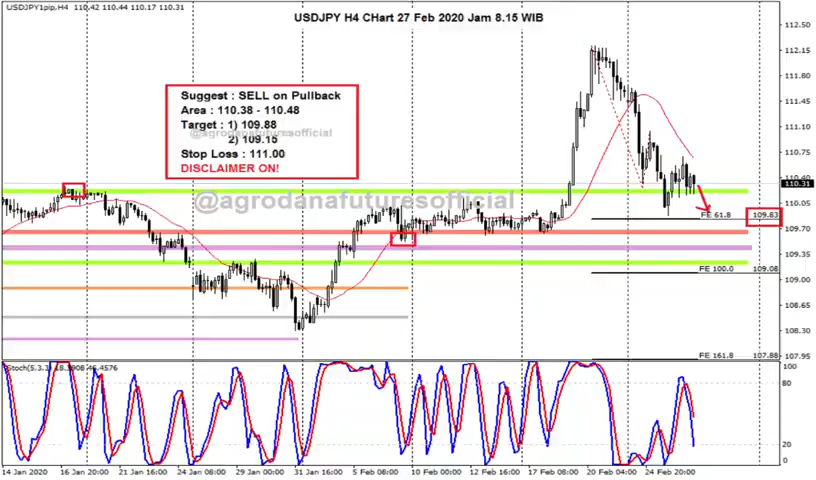 USDJPY1pip,H4 110.42 110.44 110.17 110.31
USDJPY H4 CHart 27 Feb 2020 Jam 8.15 WIB
Suggest : SELL on Pullback
Area : 110.38 - 110.48
Target : 1) 109.88
@agrodanafuturesofficial
2) 109.15
Stop Loss : 111.00
DISCLAIMER ON!
@agrodanafuturesofficial
112.50
112.15
111.80
111.45
111.10
110.75
110.40
110.31
110.05
FE 61.8 109.83
109.70
109.35
FE 100.0 109.08
109.00
108.65
108.30
107.95
FE 161.8 107.88
Stoch(5,3,3) 46.4576
100
80
20
0
14 Jan 2020
16 Jan 20:00
21 Jan 16:00
24 Jan 08:00
29 Jan 00:00
31 Jan 16:00
5 Feb 08:00
10 Feb 00:00
12 Feb 16:00
17 Feb 08:00
20 Feb 04:00
24 Feb 20:00